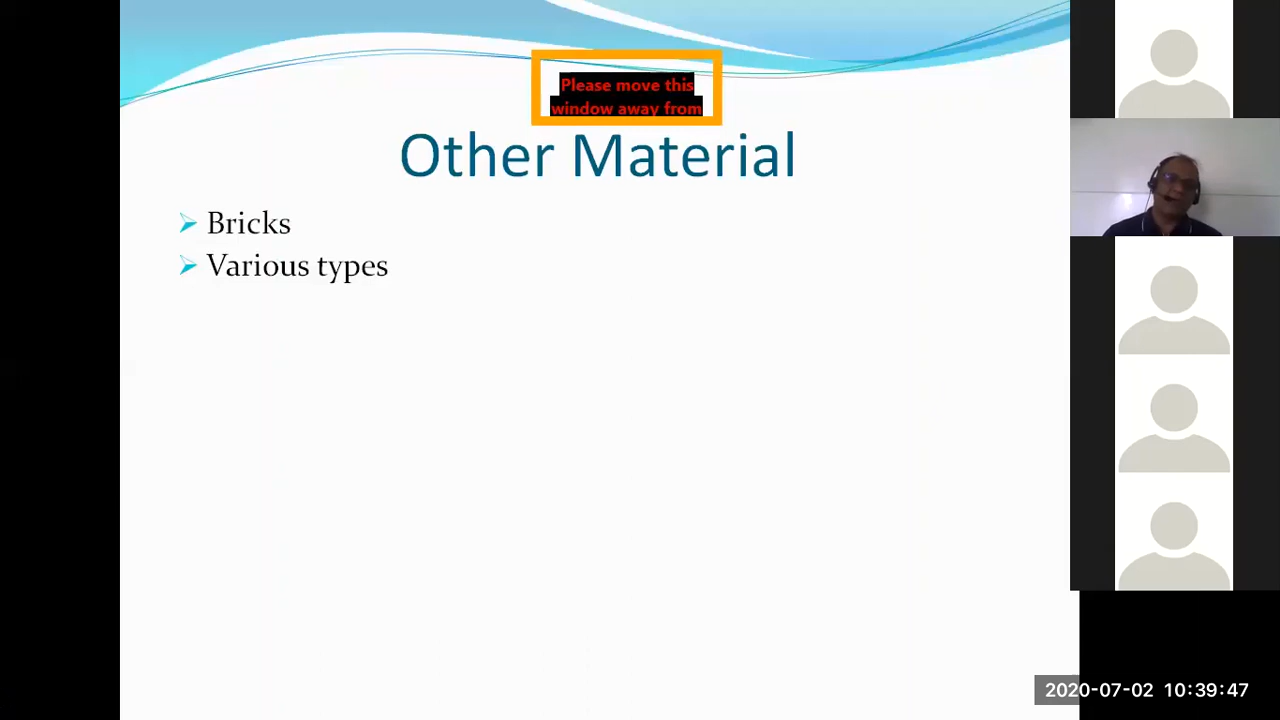 Please move this
window away from
Other Material
Bricks
Various types
2020-07-02 10:39:47